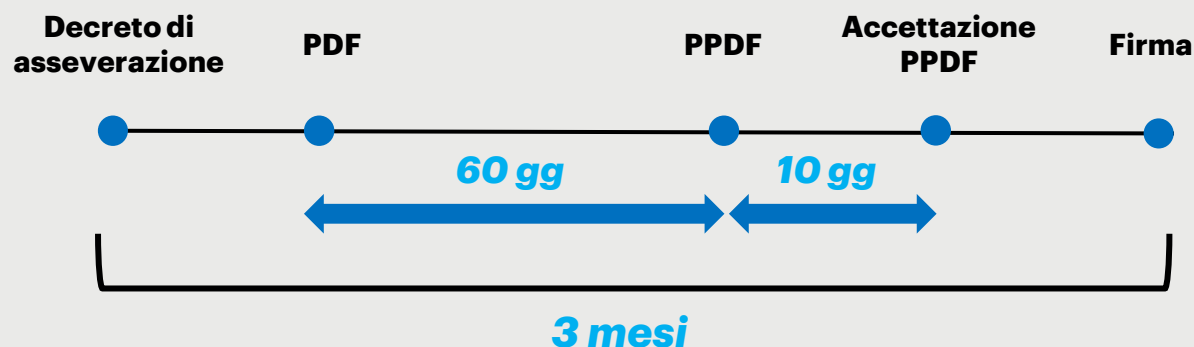 Decreto di
asseverazione
PDF
PPDF
Accettazione
PPDF
Firma
60 gg
10 gg
3 mesi